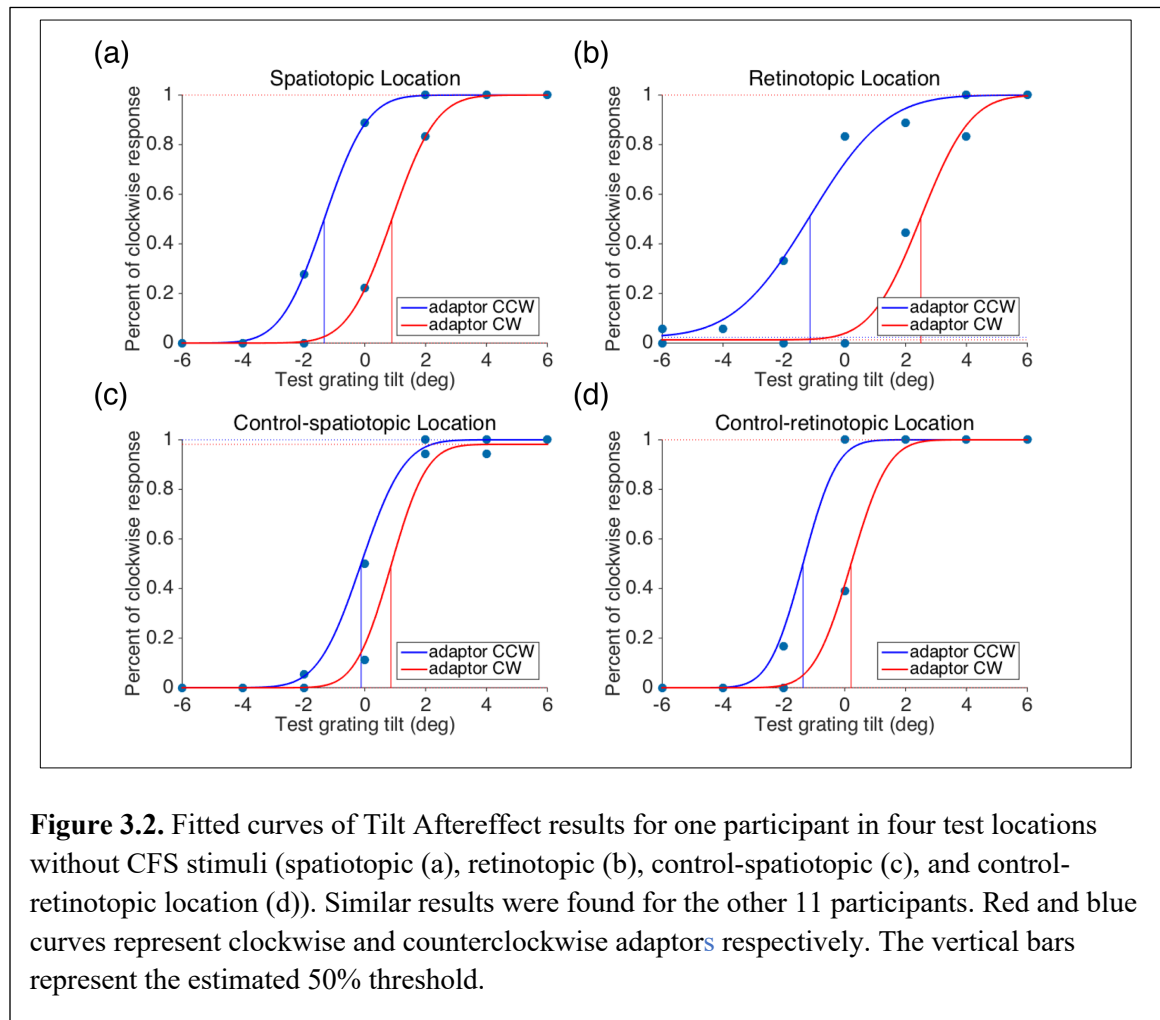 (a)
Spatiotopic Location
Percent of clockwise response
1
0.8
0.6
0.4
0.2
0
-6 -4 -2 0 2 4 6
Test grating tilt (deg)
adaptor CCW
adaptor CW
(b)
Retinotopic Location
Percent of clockwise response
1
0.8
0.6
0.4
0.2
0
-6 -4 -2 0 2 4 6
Test grating tilt (deg)
adaptor CCW
adaptor CW
(c)
Control-spatiotopic Location
Percent of clockwise response
1
0.8
0.6
0.4
0.2
0
-6 -4 -2 0 2 4 6
Test grating tilt (deg)
adaptor CCW
adaptor CW
(d)
Control-retinotopic Location
Percent of clockwise response
1
0.8
0.6
0.4
0.2
0
-6 -4 -2 0 2 4 6
Test grating tilt (deg)
adaptor CCW
adaptor CW
Figure 3.2. Fitted curves of Tilt Aftereffect results for one participant in four test locations
without CFS stimuli (spatiotopic (a), retinotopic (b), control-spatiotopic (c), and control-
retinotopic location (d)). Similar results were found for the other 11 participants. Red and blue
curves represent clockwise and counterclockwise adaptors respectively. The vertical bars
represent the estimated 50% threshold.